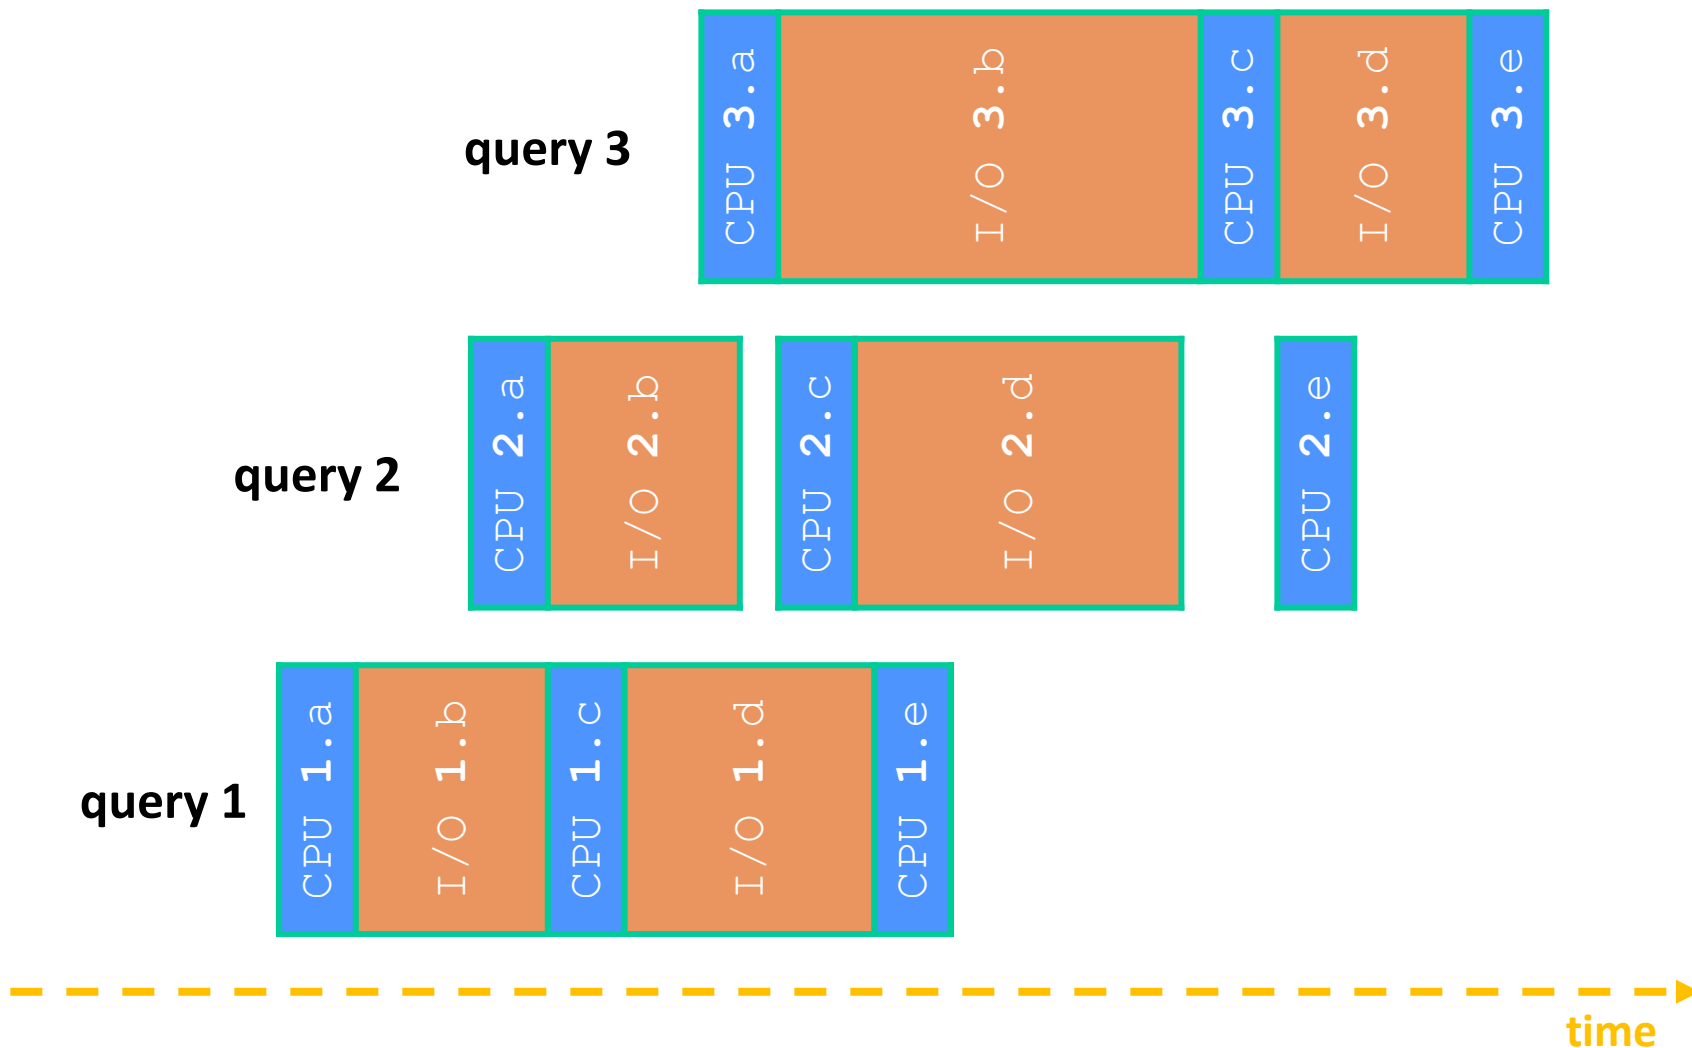 query 3
CPU 3.a
I/O 3.b
CPU 3.c
I/O 3.d
CPU 3.e
query 2
CPU 2.a
I/O 2.b
CPU 2.c
I/O 2.d
CPU 2.e
query 1
CPU 1.a
I/O 1.b
CPU 1.c
I/O 1.d
CPU 1.e
time